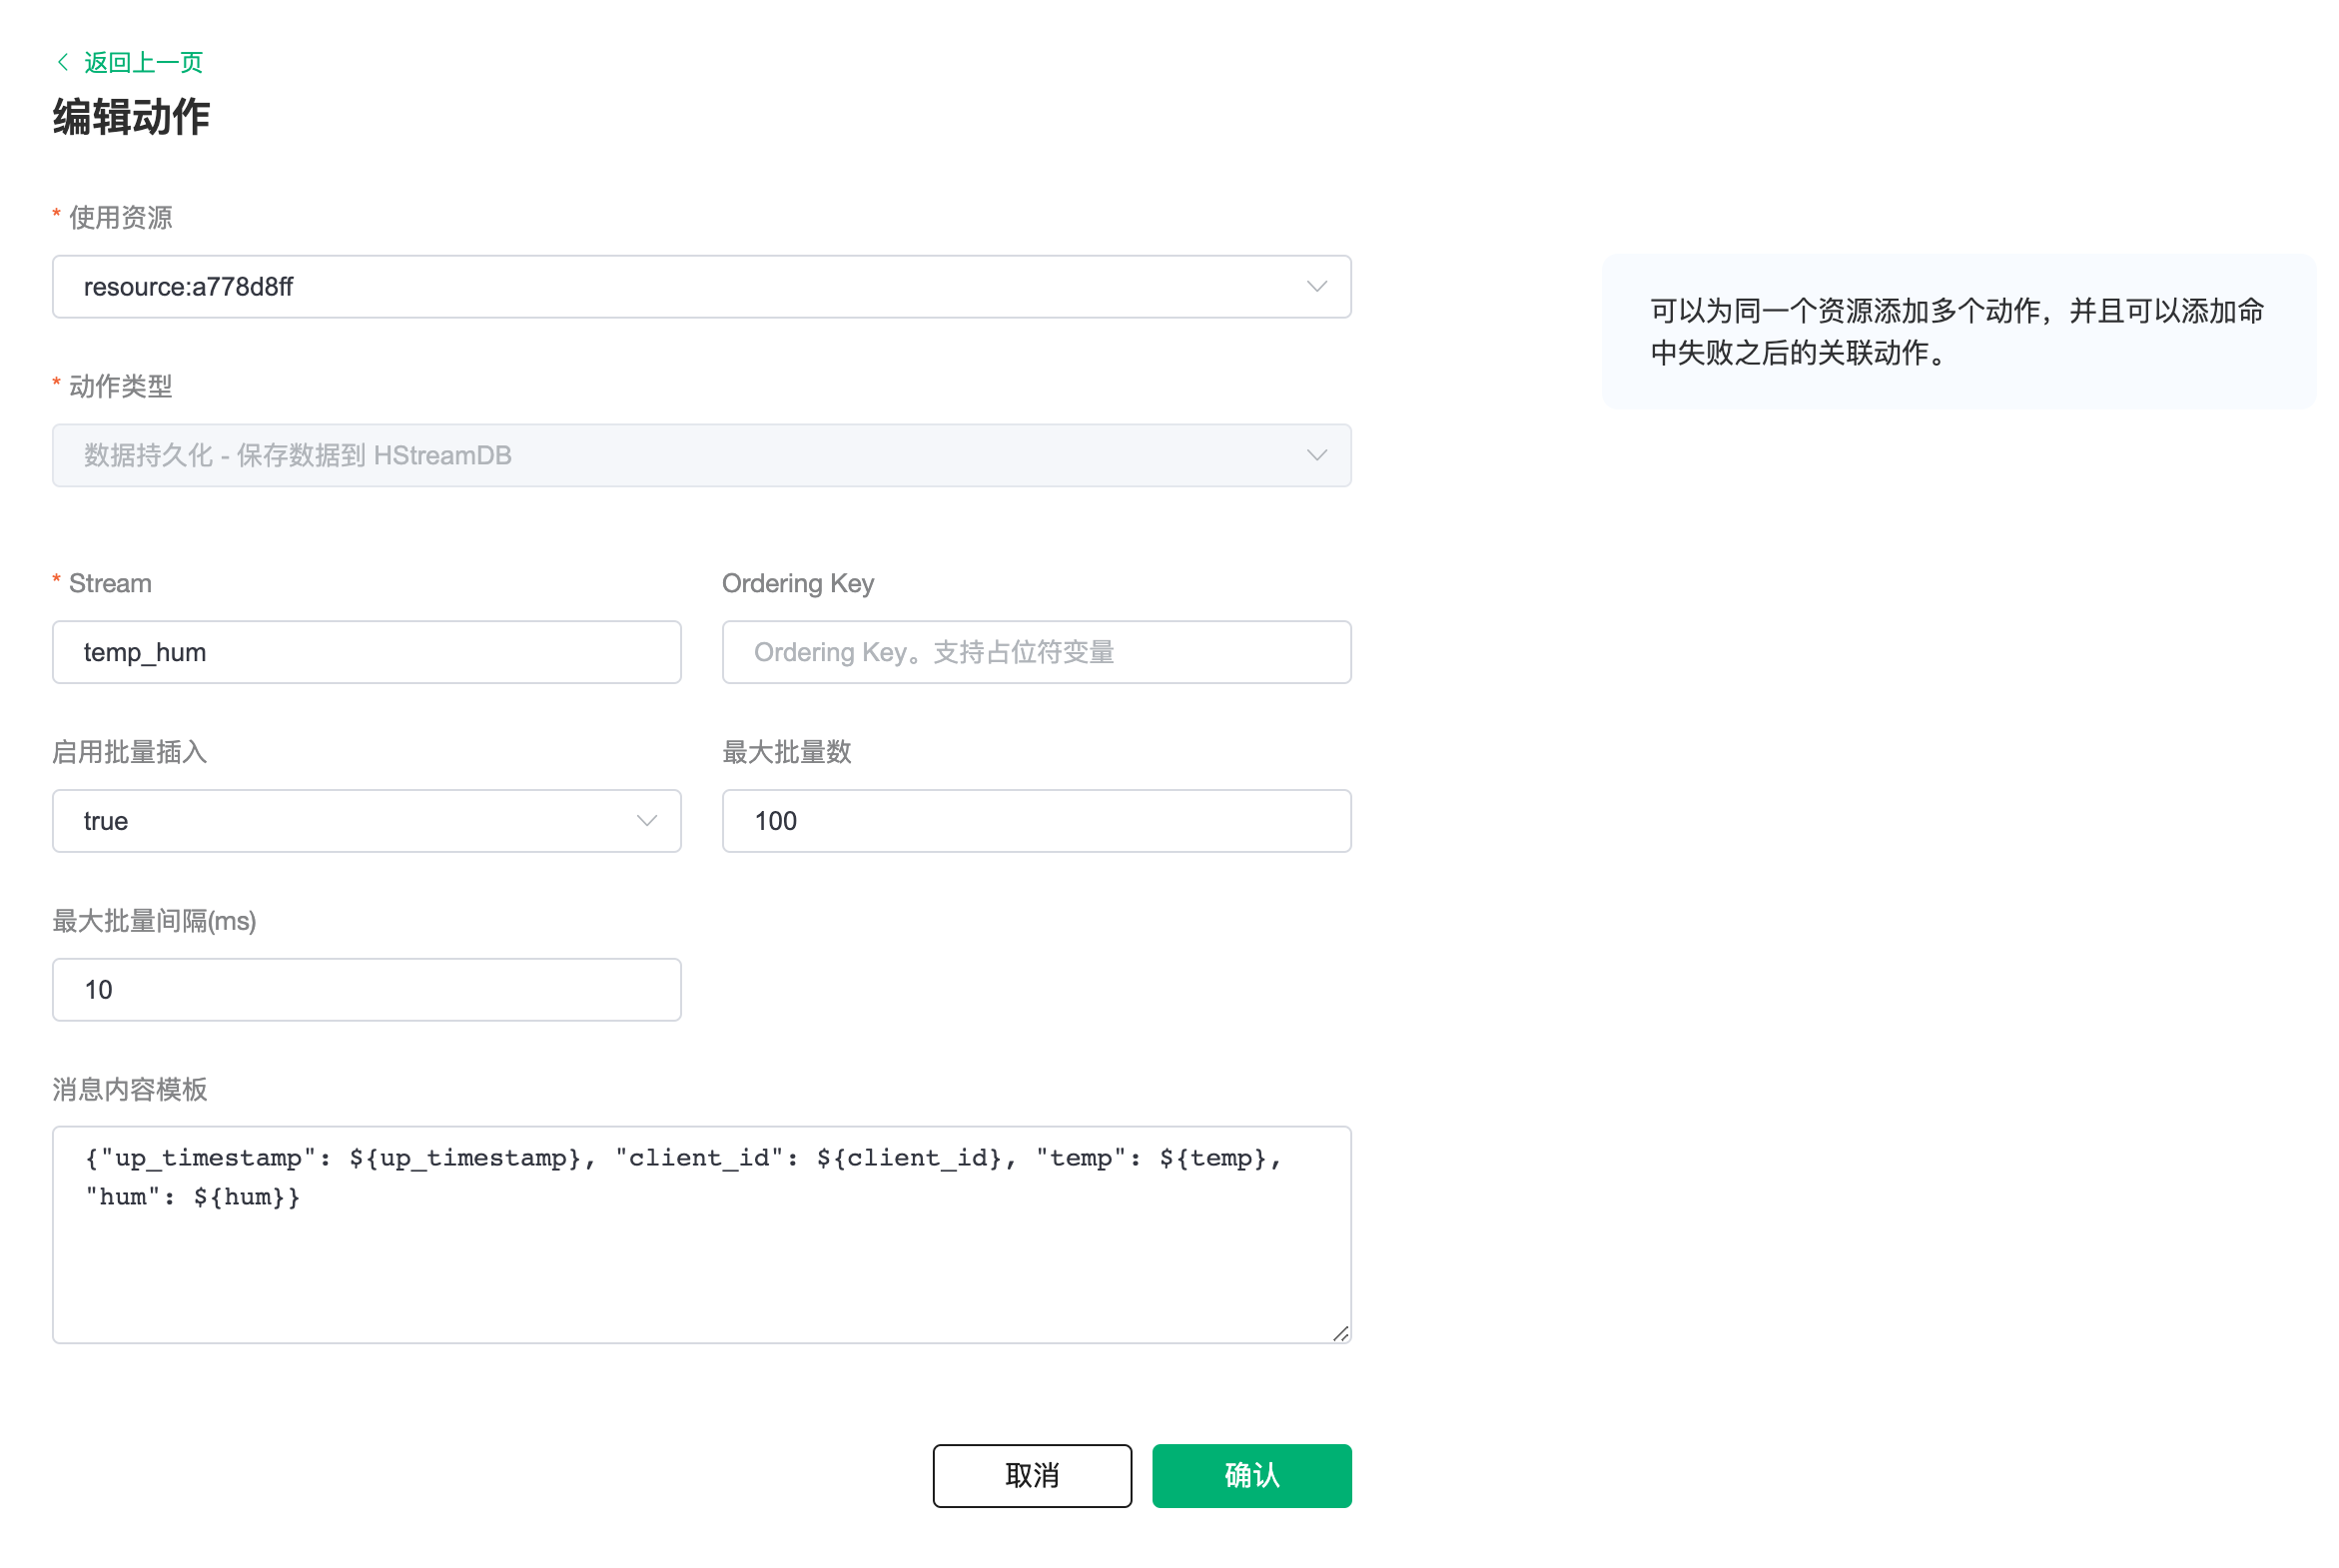 返回上一页
编辑动作
* 使用资源
resource:a778d8ff
可以为同一个资源添加多个动作，并且可以添加命
中失败之后的关联动作。
* 动作类型
数据持久化 - 保存数据到 HStreamDB
* Stream
Ordering Key
temp_hum
Ordering Key。支持占位符变量
启用批量插入
最大批量数
true
100
最大批量间隔(ms)
10
消息内容模板
{"up_timestamp": ${up_timestamp}, "client_id": ${client_id}, "temp": ${temp},
"hum": ${hum}}
取消
确认